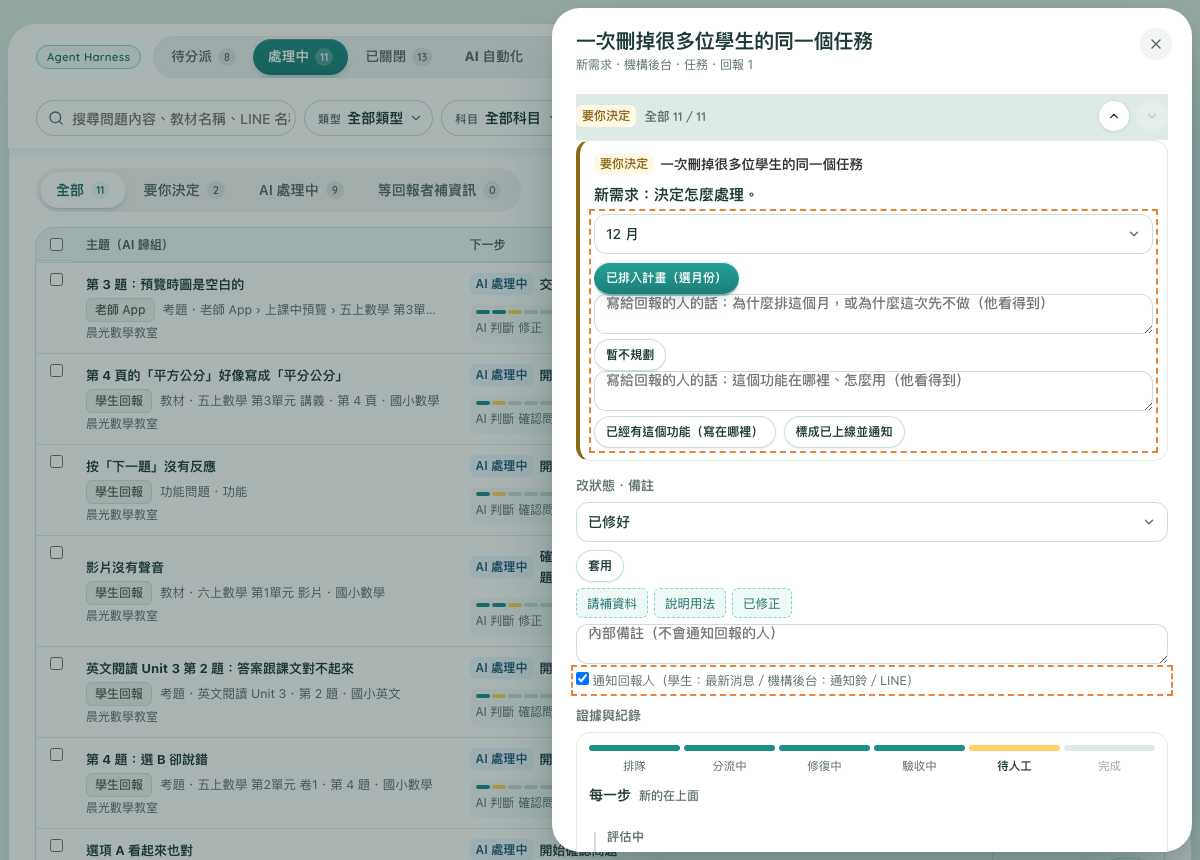 Agent Harness
待分派 8
處理中 11
已關閉 13
AI 自動化
搜尋問題內容、教材名稱、LINE 名
類型 全部類型
科目 全部科目
全部 11
要你決定 2
AI 處理中 9
等回報者補資訊 0
主題（AI 歸組）
下一步
第 3 題：預覽時圖是空白的
AI 處理中 交
老師 App 考題 · 老師 App › 上課中預覽 › 五上數學 第3單...
AI 判斷 修正
晨光數學教室
第 4 頁的「平方公分」好像寫成「平分公分」
AI 處理中 開
學生回報 教材 · 五上數學 第3單元 講義 · 第 4 頁 · 國小數學
AI 判斷 確認問
晨光數學教室
按「下一題」沒有反應
AI 處理中 開
學生回報 功能問題 · 功能
AI 判斷 確認問
晨光數學教室
影片沒有聲音
AI 處理中 確
題
學生回報 教材 · 六上數學 第1單元 影片 · 國小數學
AI 判斷 修正
晨光數學教室
英文閱讀 Unit 3 第 2 題：答案跟課文對不起來
AI 處理中 開
學生回報 考題 · 英文閱讀 Unit 3 · 第 2 題 · 國小英文
AI 判斷 確認問
晨光數學教室
第 4 題：選 B 卻說錯
AI 處理中 開
學生回報 考題 · 五上數學 第2單元 卷1 · 第 4 題 · 國小數學
AI 判斷 確認問
晨光數學教室
選項 A 看起來也對
AI 處理中 開始確認問題
一次刪掉很多位學生的同一個任務
新需求 · 機構後台 · 任務 · 回報 1
要你決定 全部 11 / 11
要你決定 一次刪掉很多位學生的同一個任務
新需求：決定怎麼處理。
12 月
已排入計畫（選月份）
寫給回報的人的話：為什麼排這個月，或為什麼這次先不做（他看得到）
暫不規劃
寫給回報的人的話：這個功能在哪裡、怎麼用（他看得到）
已經有這個功能（寫在哪裡）
標成已上線並通知
改狀態 · 備註
已修好
套用
請補資料
說明用法
已修正
內部備註（不會通知回報的人）
通知回報人（學生：最新消息 / 機構後台：通知鈴 / LINE）
證據與紀錄
排隊
分流中
修復中
驗收中
待人工
完成
每一步 新的在上面
評估中